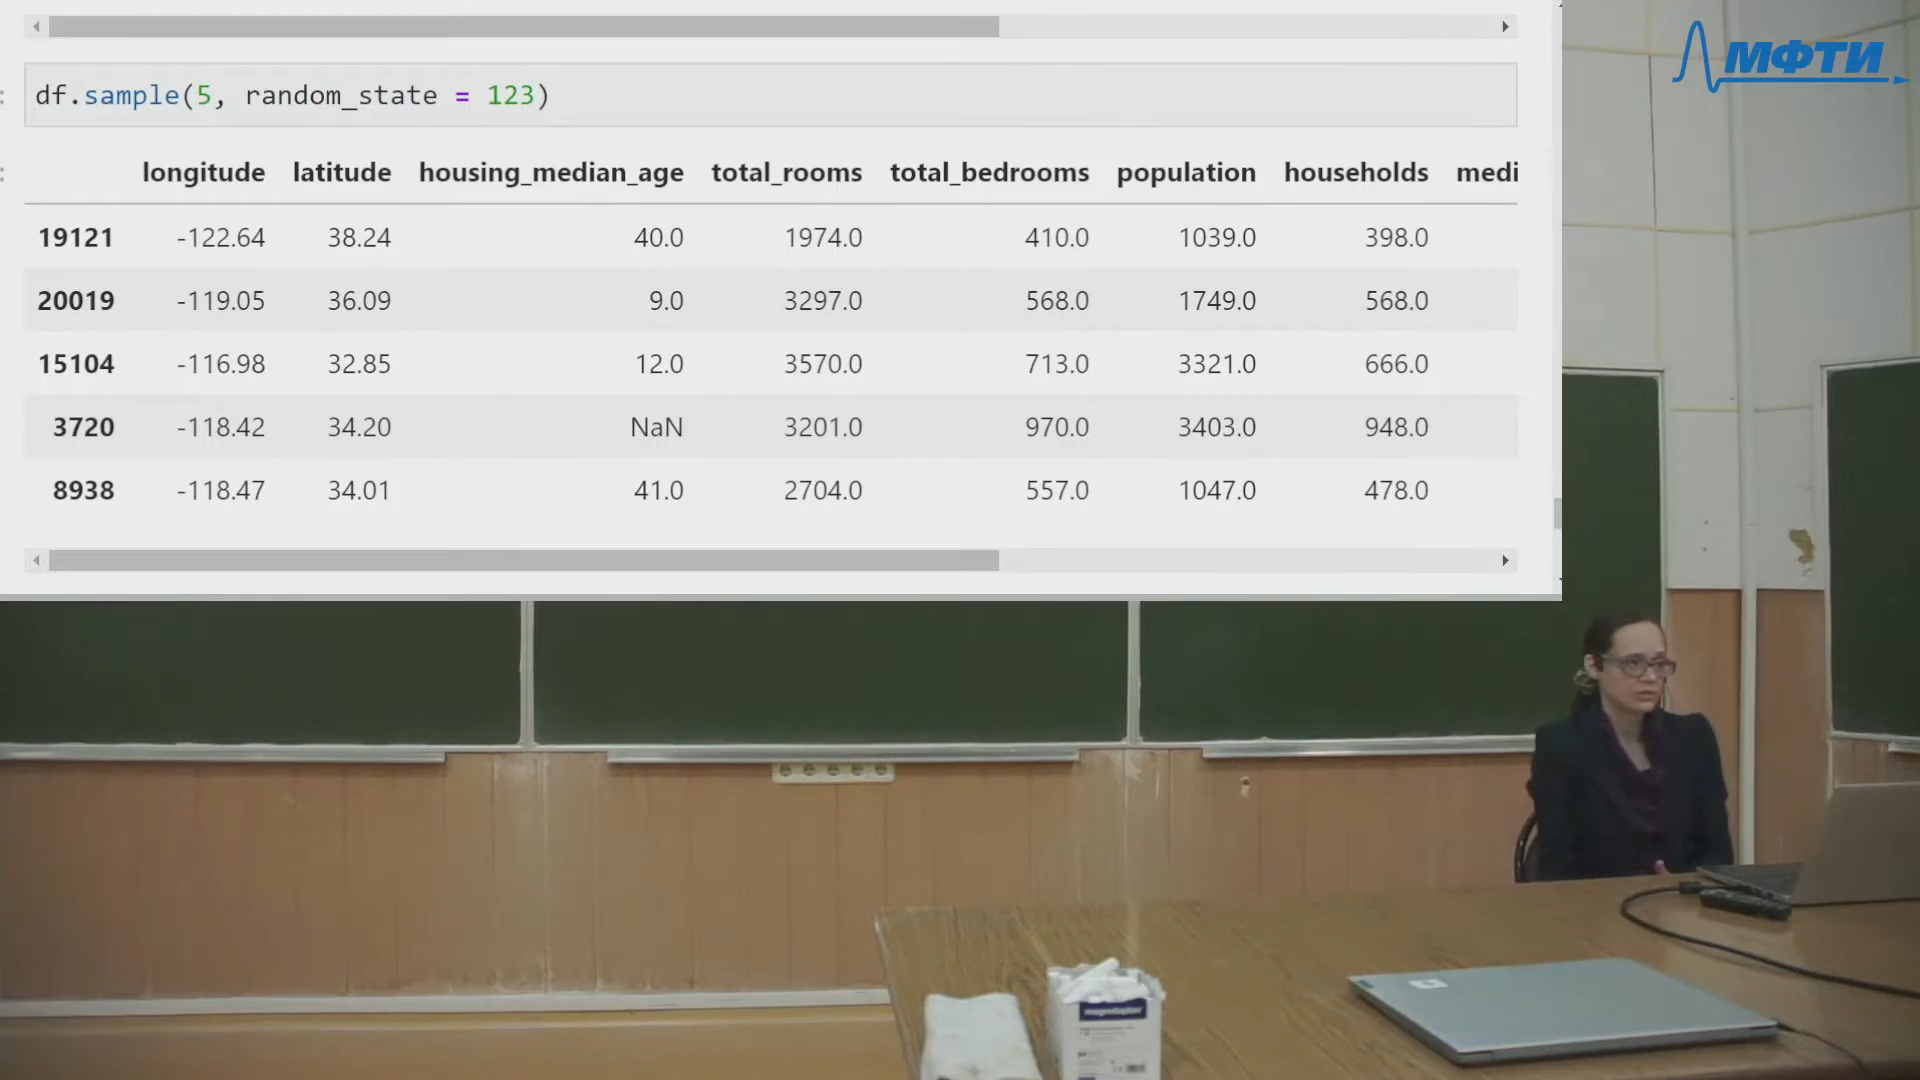 МФТИ
df.sample(5, random_state = 123)
longitude latitude housing_median_age total_rooms total_bedrooms population households medi
19121 -122.64 38.24 40.0 1974.0 410.0 1039.0 398.0
20019 -119.05 36.09 9.0 3297.0 568.0 1749.0 568.0
15104 -116.98 32.85 12.0 3570.0 713.0 3321.0 666.0
3720 -118.42 34.20 NaN 3201.0 970.0 3403.0 948.0
8938 -118.47 34.01 41.0 2704.0 557.0 1047.0 478.0